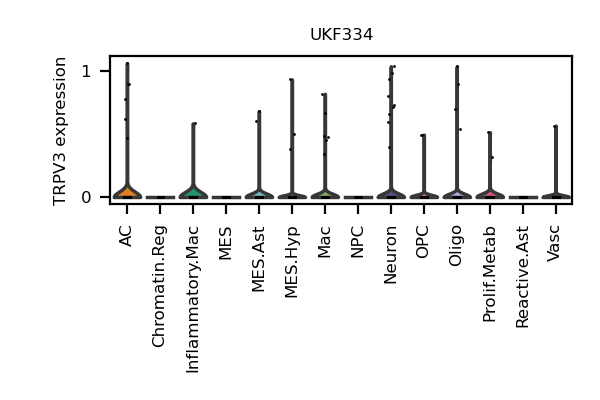 UKF334
TRPV3 expression
1
0
AC
Chromatin.Reg
Inflammatory.Mac
MES
MES.Ast
MES.Hyp
Mac
NPC
Neuron
OPC
Oligo
Prolif.Metab
Reactive.Ast
Vasc